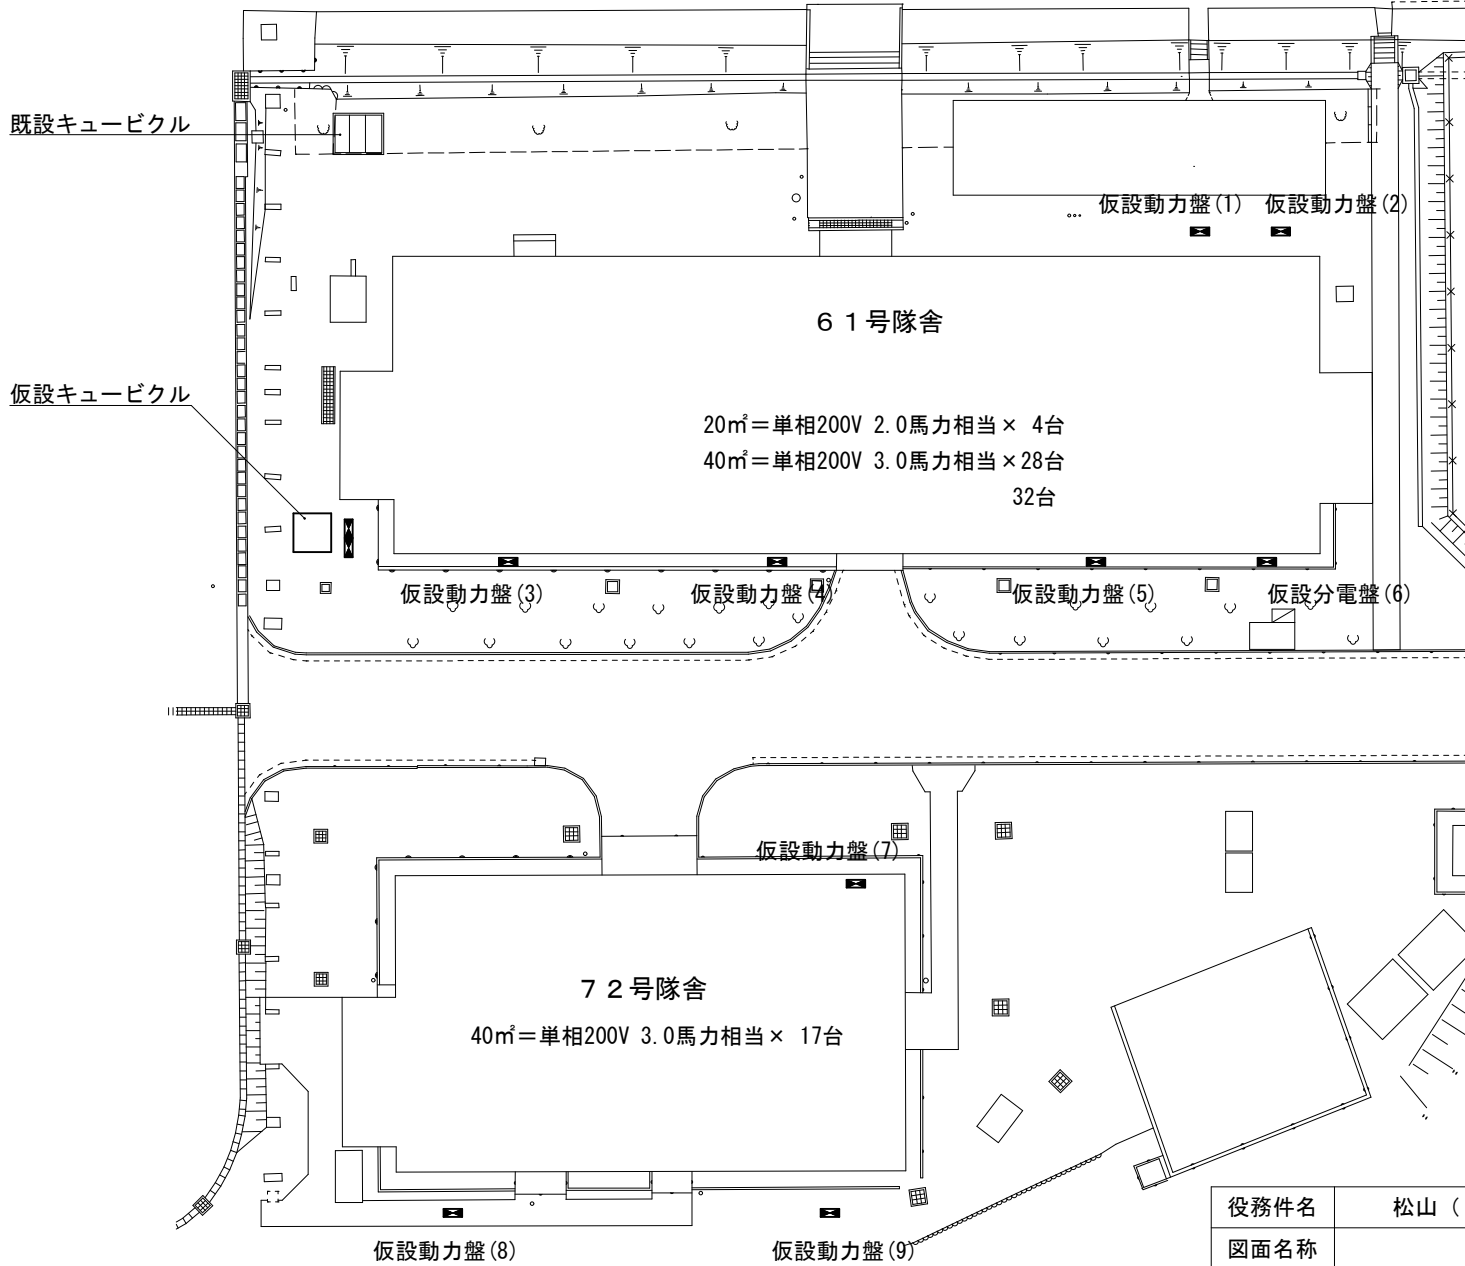 既設キュービクル
仮設動力盤(1)
仮設動力盤(2)
６１号隊舎
仮設キュービクル
20㎡＝単相200V 2.0馬力相当× 4台
40㎡＝単相200V 3.0馬力相当×28台
32台
仮設動力盤(3)
仮設動力盤(4)
仮設動力盤(5)
仮設分電盤(6)
仮設動力盤(7)
７２号隊舎
40㎡＝単相200V 3.0馬力相当× 17台
仮設動力盤(8)
仮設動力盤(9)
役務件名
松山（
図面名称